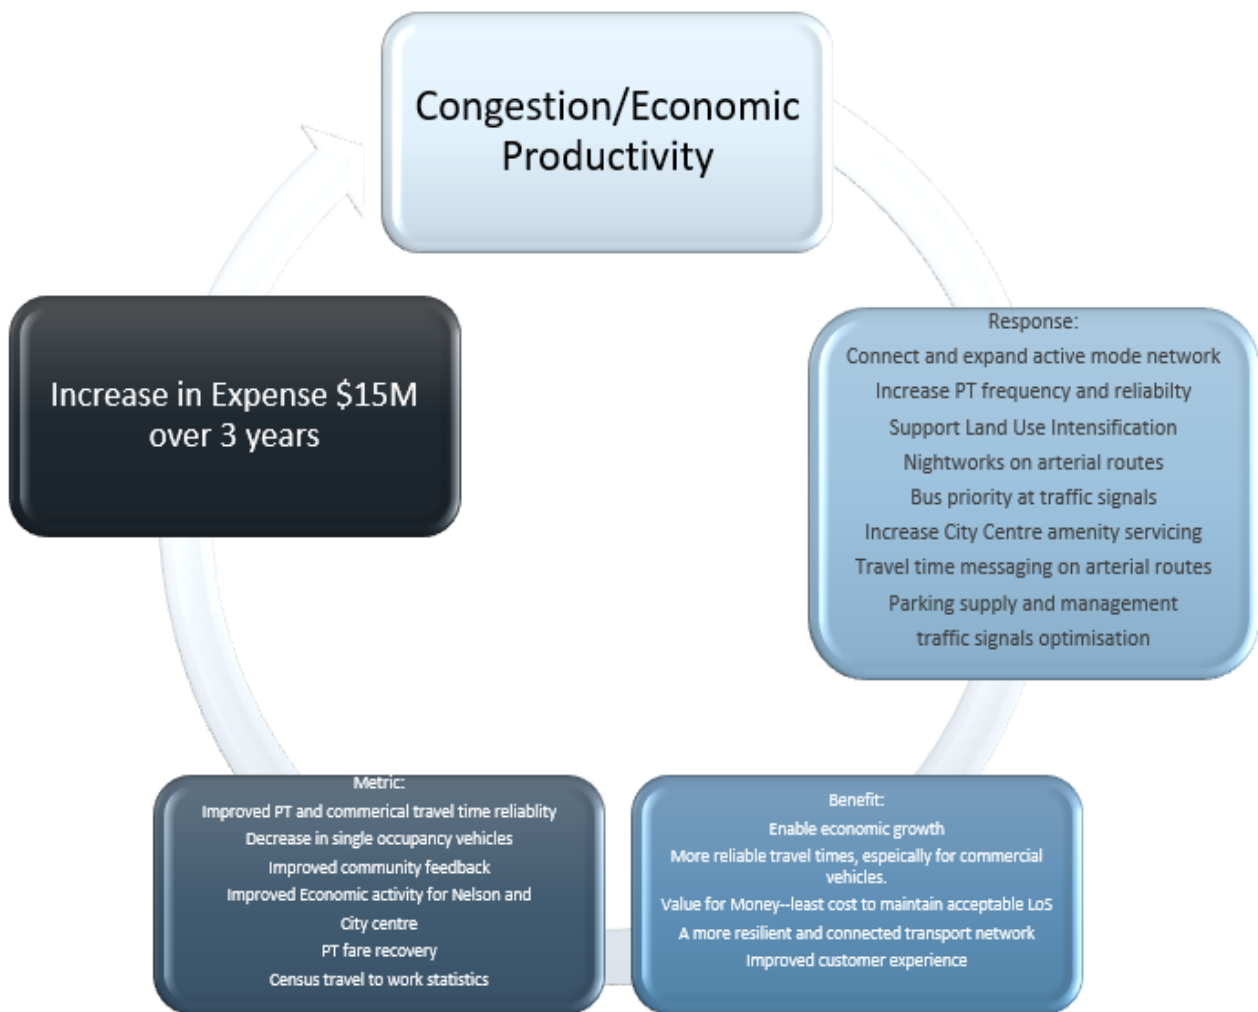 Congestion/Economic
Productivity
Response:
Connect and expand active mode network
Increase PT frequency and reliabilty
Support Land Use Intensification
Nightworks on arterial routes
Bus priority at traffic signals
Increase City Centre amenity servicing
Travel time messaging on arterial routes
Parking supply and management
traffic signals optimisation
Benefit:
Enable economic growth
More reliable travel times, espeically for commercial
vehicles.
Value for Money--least cost to maintain acceptable LoS
A more resilient and connected transport network
Improved customer experience
Metric:
Improved PT and commerical travel time reliablity
Decrease in single occupancy vehicles
Improved community feedback
Improved Economic activity for Nelson and
City centre
PT fare recovery
Census travel to work statistics
Increase in Expense $15M
over 3 years